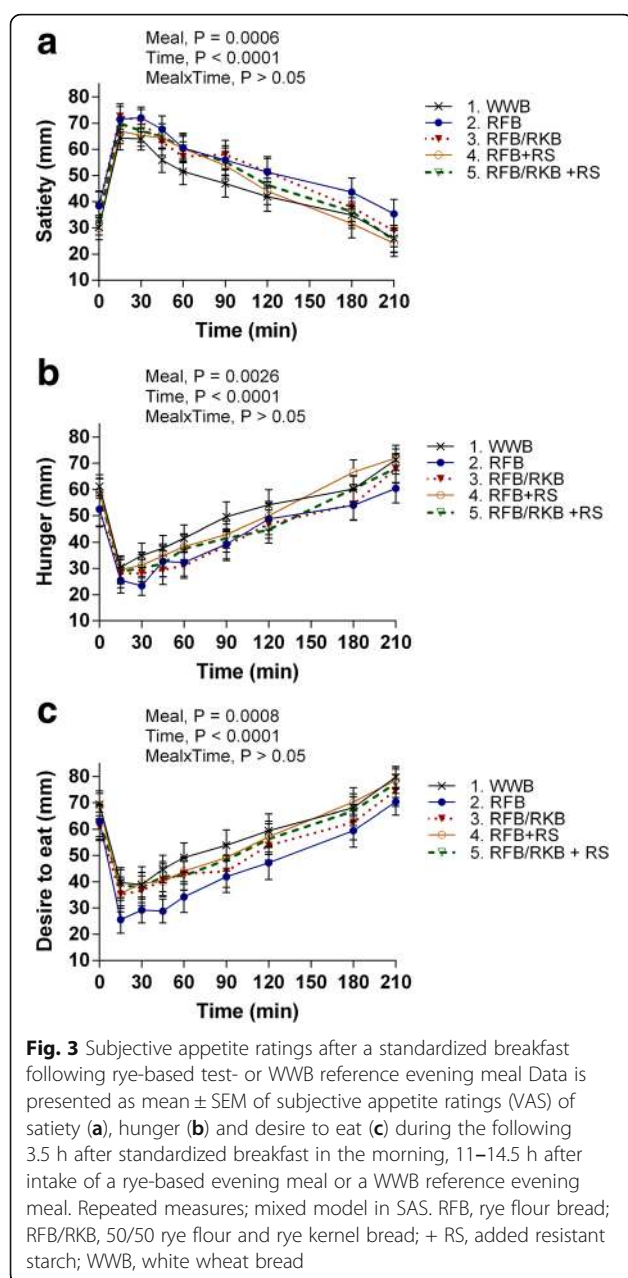 a
Meal, P = 0.0006
Time, P < 0.0001
MealxTime, P > 0.05
80
70
60
50
40
30
20
10
Satiety (mm)
0 30 60 90 120 150 180 210
Time (min)
1. WWB
2. RFB
3. RFB/RKB
4. RFB+RS
5. RFB/RKB +RS
b
Meal, P = 0.0026
Time, P < 0.0001
MealxTime, P > 0.05
80
70
60
50
40
30
20
10
Hunger (mm)
0 30 60 90 120 150 180 210
Time (min)
1. WWB
2. RFB
3. RFB/RKB
4. RFB+RS
5. RFB/RKB +RS
c
Meal, P = 0.0008
Time, P < 0.0001
MealxTime, P > 0.05
80
70
60
50
40
30
20
10
Desire to eat (mm)
0 30 60 90 120 150 180 210
Time (min)
1. WWB
2. RFB
3. RFB/RKB
4. RFB+RS
5. RFB/RKB + RS
Fig. 3 Subjective appetite ratings after a standardized breakfast
following rye-based test- or WWB reference evening meal Data is
presented as mean ± SEM of subjective appetite ratings (VAS) of
satiety (a), hunger (b) and desire to eat (c) during the following
3.5 h after standardized breakfast in the morning, 11–14.5 h after
intake of a rye-based evening meal or a WWB reference evening
meal. Repeated measures; mixed model in SAS. RFB, rye flour bread;
RFB/RKB, 50/50 rye flour and rye kernel bread; + RS, added resistant
starch; WWB, white wheat bread